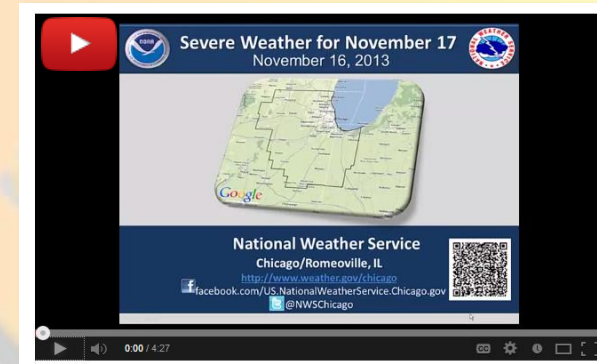 Severe Weather for November 17
November 16, 2013
Google
National Weather Service
Chicago/Romeoville, IL
http://www.weather.gov/chicago
facebook.com/US.NationalWeatherService.Chicago.gov
@NWSChicago
0:00 / 4:27
CC